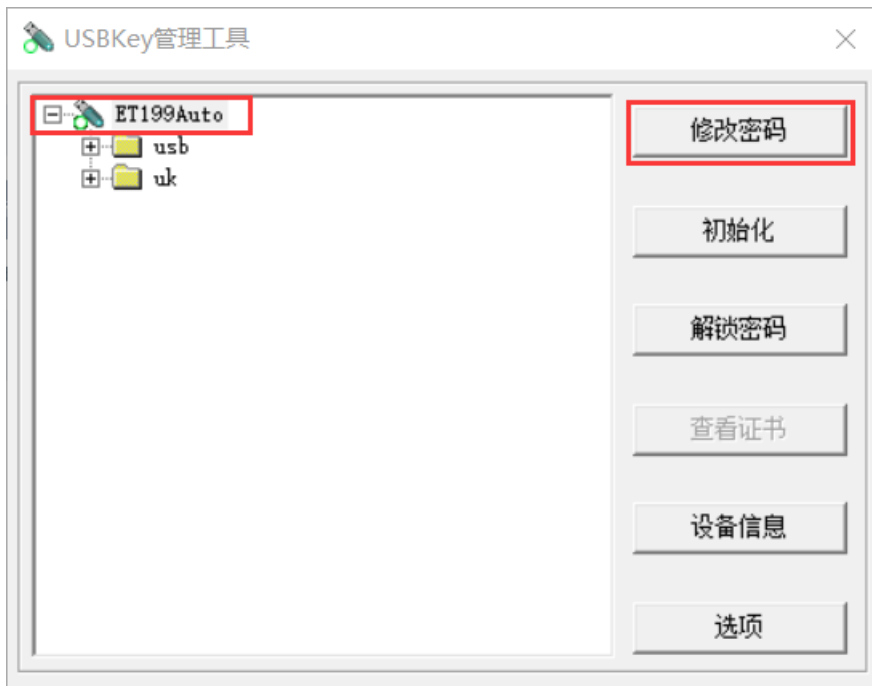 USBKey管理工具
ET199Auto
usb
uk
修改密码
初始化
解锁密码
查看证书
设备信息
选项